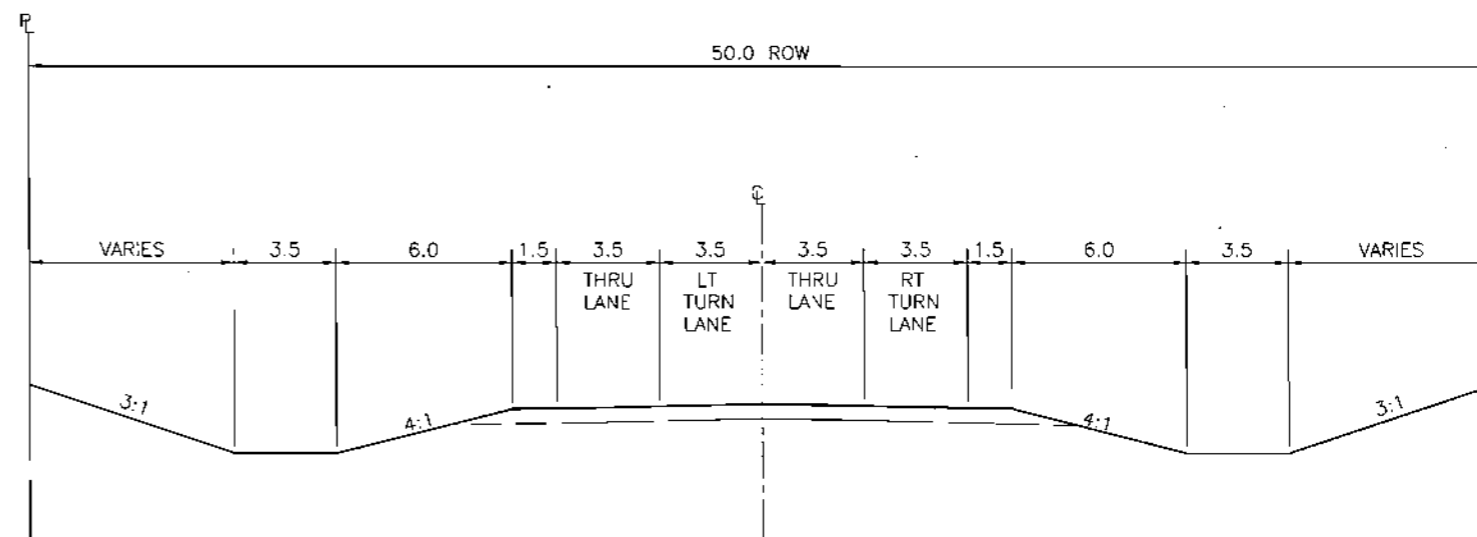 PL
50.0 ROW
CL
VARIES 3.5 6.0 1.5 3.5 3.5 3.5 3.5 1.5 6.0 3.5 VARIES
THRU LANE
LT TURN LANE
THRU LANE
RT TURN LANE
3:1
4:1
4:1
3:1